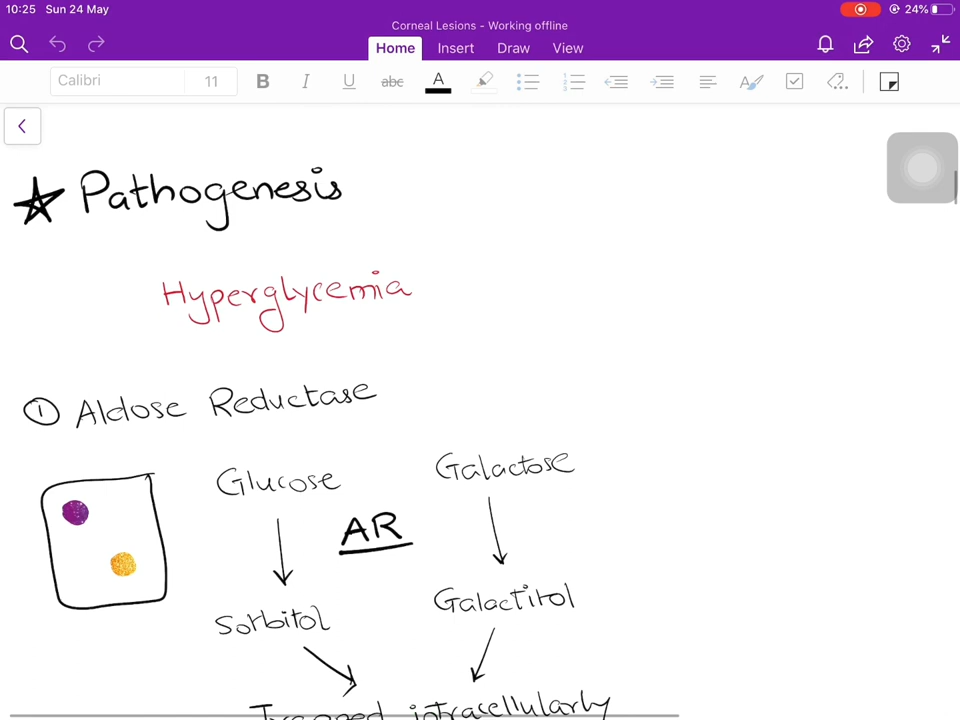 10:25 Sun 24 May 24%
Corneal Lesions - Working offline
Home Insert Draw View
Calibri 11 B I U abc A
★ Pathogenesis
Hyperglycemia
① Aldose Reductase
Glucose Galactose
AR
Sorbitol Galactitol
Trapped intracellularly